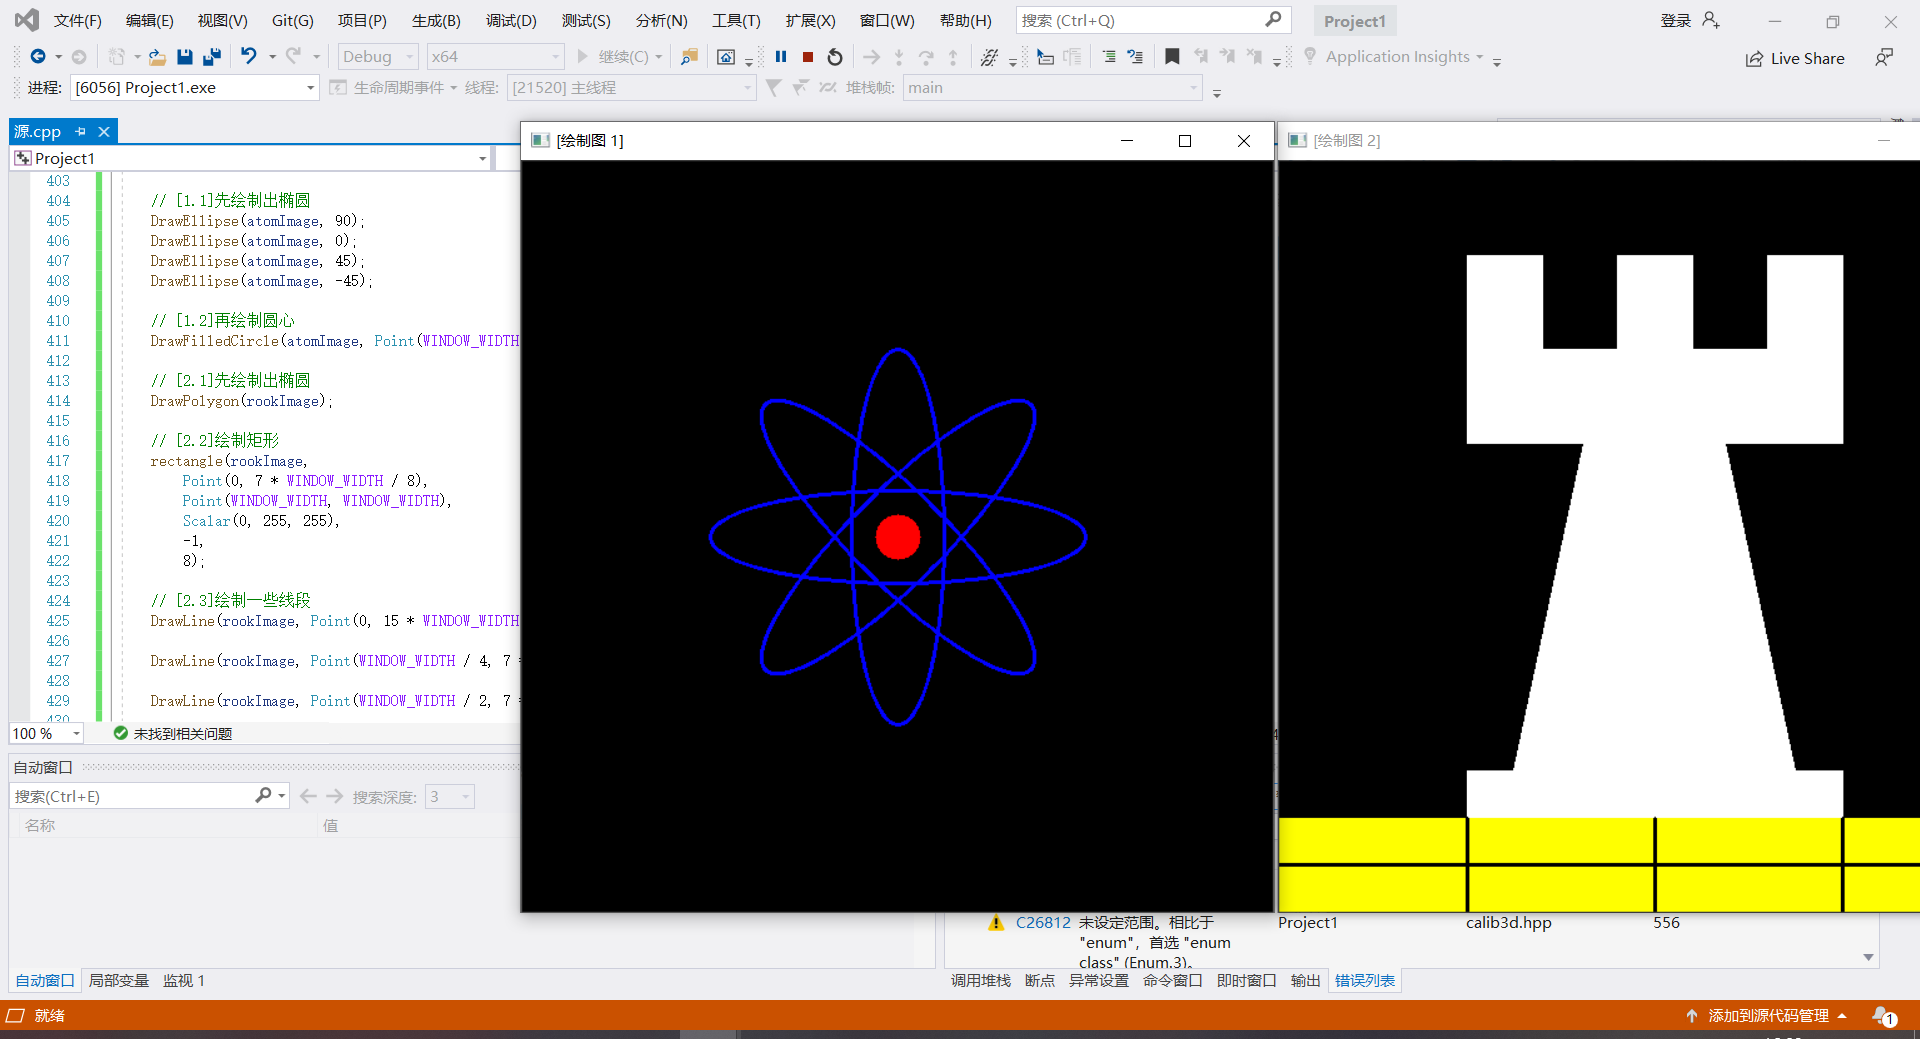 文件(F) 编辑(E) 视图(V) Git(G) 项目(P) 生成(B) 调试(D) 测试(S) 分析(N) 工具(T) 扩展(X) 窗口(W) 帮助(H) 搜索 (Ctrl+Q) Project1 登录
Debug x64 继续(C) Application Insights Live Share
进程: [6056] Project1.exe 生命周期事件 线程: [21520] 主线程 堆栈帧: main
源.cpp
Project1
403
404 // [1.1]先绘制出椭圆
405 DrawEllipse(atomImage, 90);
406 DrawEllipse(atomImage, 0);
407 DrawEllipse(atomImage, 45);
408 DrawEllipse(atomImage, -45);
409
410 // [1.2]再绘制圆心
411 DrawFilledCircle(atomImage, Point(WINDOW_WIDTH
412
413 // [2.1]先绘制出椭圆
414 DrawPolygon(rookImage);
415
416 // [2.2]绘制矩形
417 rectangle(rookImage,
418 Point(0, 7 * WINDOW_WIDTH / 8),
419 Point(WINDOW_WIDTH, WINDOW_WIDTH),
420 Scalar(0, 255, 255),
421 -1,
422 8);
423
424 // [2.3]绘制一些线段
425 DrawLine(rookImage, Point(0, 15 * WINDOW_WIDTH
426
427 DrawLine(rookImage, Point(WINDOW_WIDTH / 4, 7
428
429 DrawLine(rookImage, Point(WINDOW_WIDTH / 2, 7
430
100 % 未找到相关问题
[绘制图 1]
[绘制图 2]
自动窗口
搜索(Ctrl+E) 搜索深度: 3
名称 值
C26812 未设定范围。相比于 Project1 calib3d.hpp 556
"enum"，首选 "enum
class" (Enum.3)。
自动窗口 局部变量 监视 1
调用堆栈 断点 异常设置 命令窗口 即时窗口 输出 错误列表
就绪 添加到源代码管理 1